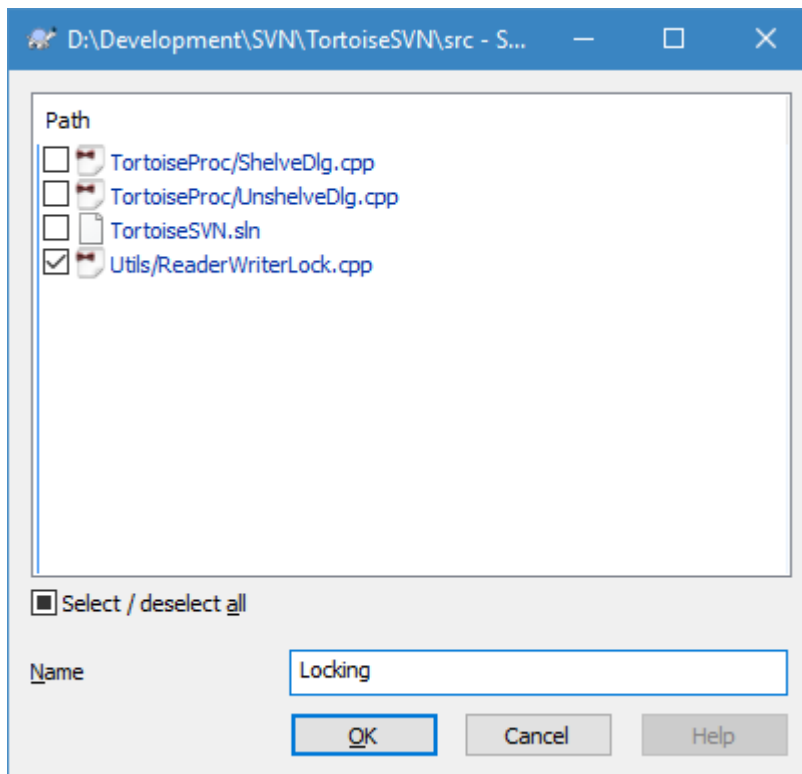 D:\Development\SVN\TortoiseSVN\src - S...
Path
TortoiseProc/ShelveDlg.cpp
TortoiseProc/UnshelveDlg.cpp
TortoiseSVN.sln
Utils/ReaderWriterLock.cpp
Select / deselect all
Name Locking
OK Cancel Help